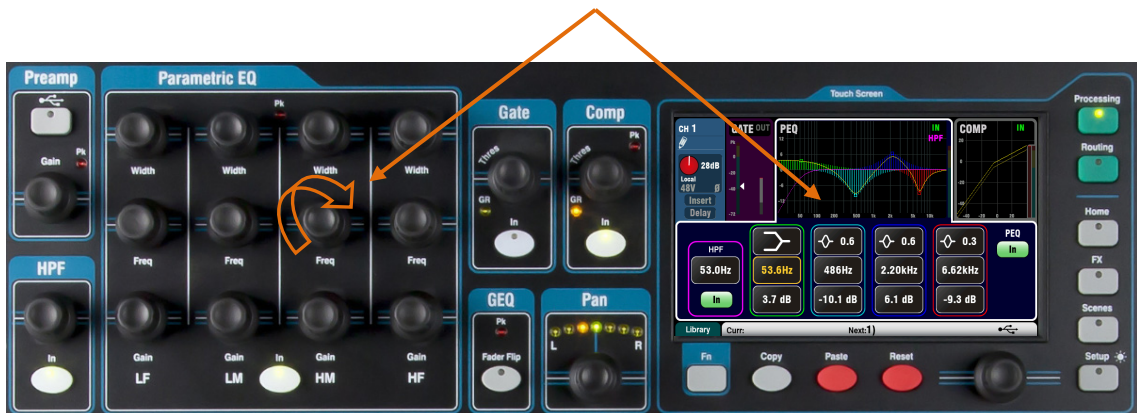 Preamp
Gain
Pk
HPF
In
Parametric EQ
Pk
Width
Width
Width
Width
Freq
Freq
Freq
Freq
Gain
Gain
In
Gain
Gain
LF
LM
HM
HF
Gate
Thres
GR
In
Comp
Pk
Thres
GR
In
GEQ
Pk
Fader Flip
Pan
L
R
Touch Screen
CH 1
28dB
Local
48V
Ø
Insert
Delay
GATE OUT
PEQ
IN
HPF
COMP
IN
HPF
53.0Hz
In
53.6Hz
3.7 dB
0.6
486Hz
-10.1 dB
0.6
2.20kHz
6.1 dB
0.3
6.62kHz
-9.3 dB
PEQ
In
Library
Curr:
Next:1)
Fn
Copy
Paste
Reset
Processing
Routing
Home
FX
Scenes
Setup